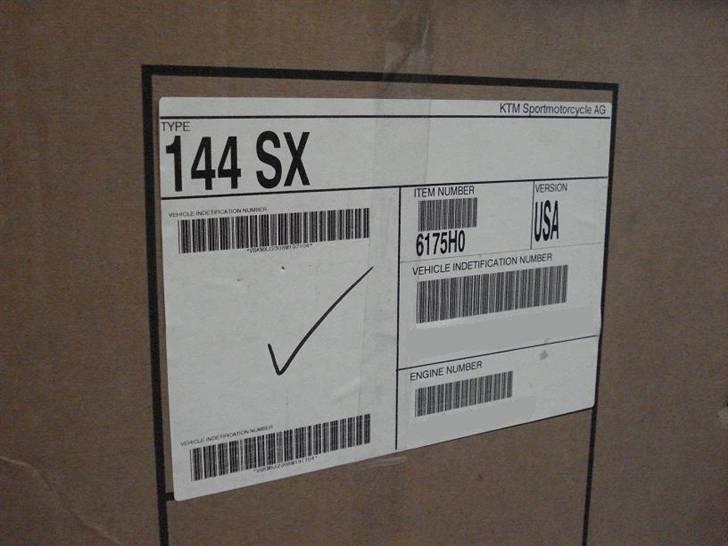 KTM Sportmotorcycle AG
TYPE
144 SX
VEHICLE INDETIFICATION NUMBER
ITEM NUMBER
6175H0
VERSION
USA
VEHICLE INDETIFICATION NUMBER
ENGINE NUMBER
VEHICLE INDETIFICATION NUMBER